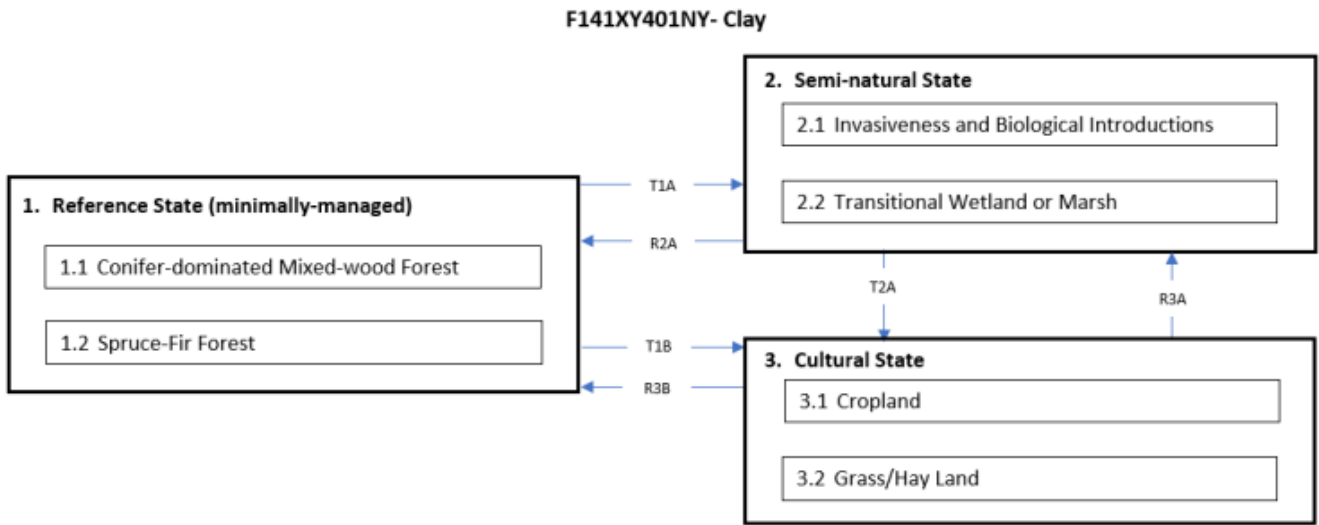 F141XY401NY- Clay
1. Reference State (minimally-managed)
1.1 Conifer-dominated Mixed-wood Forest
1.2 Spruce-Fir Forest
T1A
R2A
T1B
R3B
2. Semi-natural State
2.1 Invasiveness and Biological Introductions
2.2 Transitional Wetland or Marsh
T2A
R3A
3. Cultural State
3.1 Cropland
3.2 Grass/Hay Land